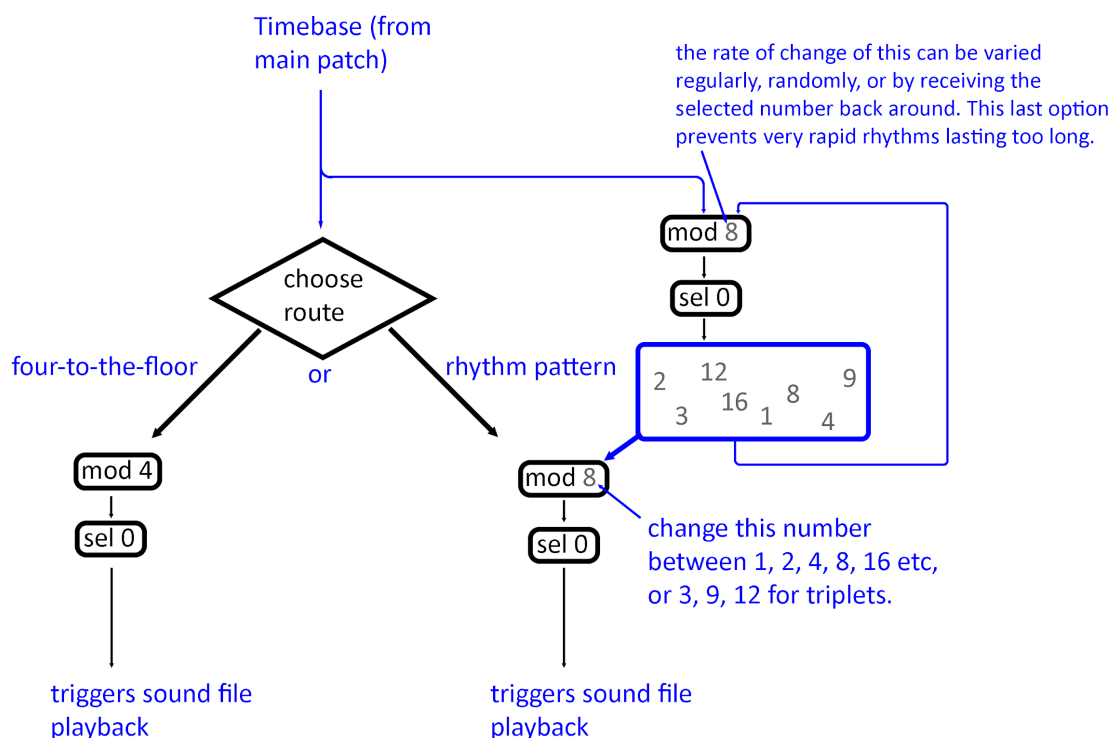 Timebase (from
main patch)
the rate of change of this can be varied
regularly, randomly, or by receiving the
selected number back around. This last option
prevents very rapid rhythms lasting too long.
mod 8
choose
route
sel 0
four-to-the-floor
or
rhythm pattern
2 12 9
3 16 1 8 4
mod 4
mod 8
sel 0
sel 0
change this number
between 1, 2, 4, 8, 16 etc,
or 3, 9, 12 for triplets.
triggers sound file
playback
triggers sound file
playback